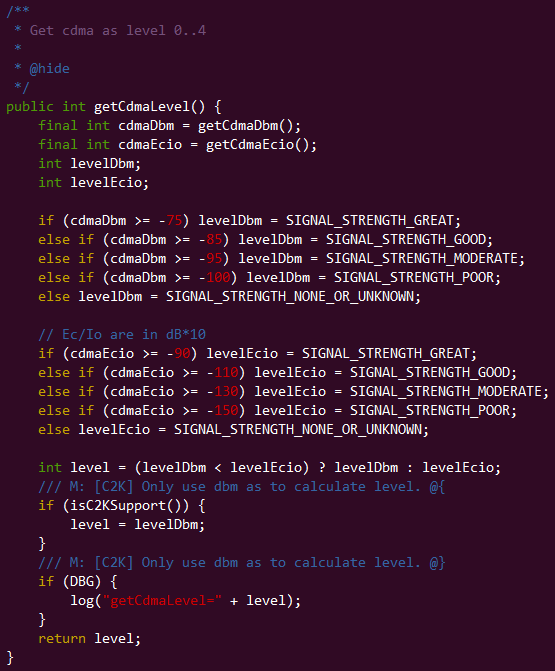 /**
 * Get cdma as level 0..4
 *
 * @hide
 */
public int getCdmaLevel() {
    final int cdmaDbm = getCdmaDbm();
    final int cdmaEcio = getCdmaEcio();
    int levelDbm;
    int levelEcio;

    if (cdmaDbm >= -75) levelDbm = SIGNAL_STRENGTH_GREAT;
    else if (cdmaDbm >= -85) levelDbm = SIGNAL_STRENGTH_GOOD;
    else if (cdmaDbm >= -95) levelDbm = SIGNAL_STRENGTH_MODERATE;
    else if (cdmaDbm >= -100) levelDbm = SIGNAL_STRENGTH_POOR;
    else levelDbm = SIGNAL_STRENGTH_NONE_OR_UNKNOWN;

    // Ec/Io are in dB*10
    if (cdmaEcio >= -90) levelEcio = SIGNAL_STRENGTH_GREAT;
    else if (cdmaEcio >= -110) levelEcio = SIGNAL_STRENGTH_GOOD;
    else if (cdmaEcio >= -130) levelEcio = SIGNAL_STRENGTH_MODERATE;
    else if (cdmaEcio >= -150) levelEcio = SIGNAL_STRENGTH_POOR;
    else levelEcio = SIGNAL_STRENGTH_NONE_OR_UNKNOWN;

    int level = (levelDbm < levelEcio) ? levelDbm : levelEcio;
    /// M: [C2K] Only use dbm as to calculate level. @{
    if (isC2KSupport()) {
        level = levelDbm;
    }
    /// M: [C2K] Only use dbm as to calculate level. @}
    if (DBG) {
        log("getCdmaLevel=" + level);
    }
    return level;
}